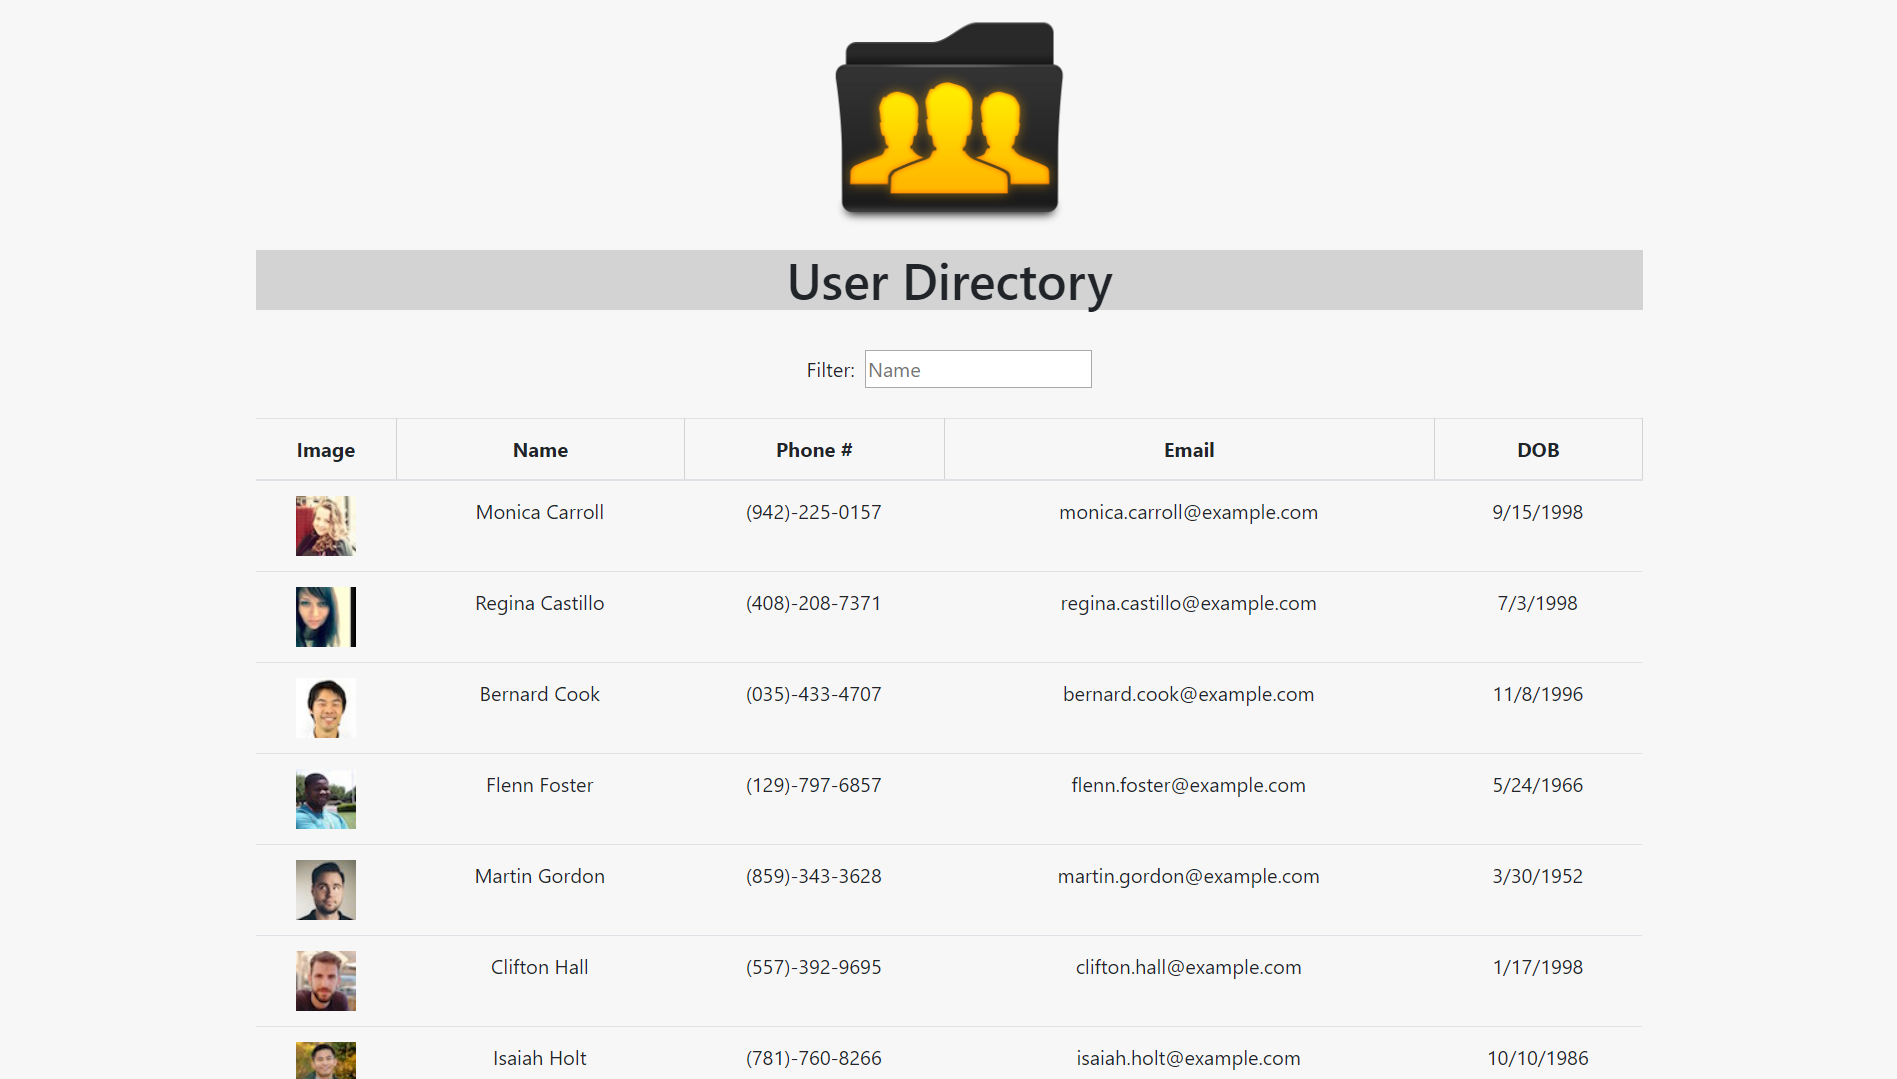 User Directory
Filter: Name
Image Name Phone # Email DOB
Monica Carroll (942)-225-0157 monica.carroll@example.com 9/15/1998
Regina Castillo (408)-208-7371 regina.castillo@example.com 7/3/1998
Bernard Cook (035)-433-4707 bernard.cook@example.com 11/8/1996
Flenn Foster (129)-797-6857 flenn.foster@example.com 5/24/1966
Martin Gordon (859)-343-3628 martin.gordon@example.com 3/30/1952
Clifton Hall (557)-392-9695 clifton.hall@example.com 1/17/1998
Isaiah Holt (781)-760-8266 isaiah.holt@example.com 10/10/1986